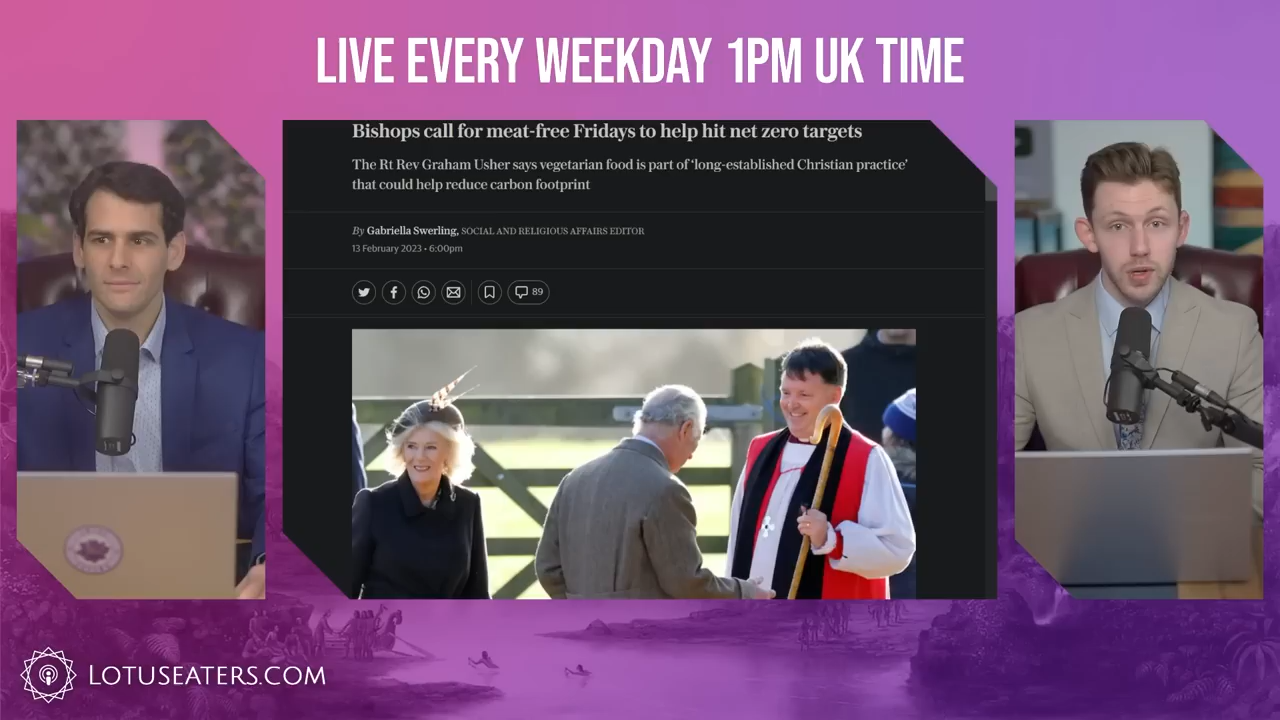 LIVE EVERY WEEKDAY 1PM UK TIME
Bishops call for meat-free Fridays to help hit net zero targets
The Rt Rev Graham Usher says vegetarian food is part of 'long-established Christian practice'
that could help reduce carbon footprint
By Gabriella Swerling, SOCIAL AND RELIGIOUS AFFAIRS EDITOR
13 February 2023 • 6:00pm
89
LOTUSEATERS.COM